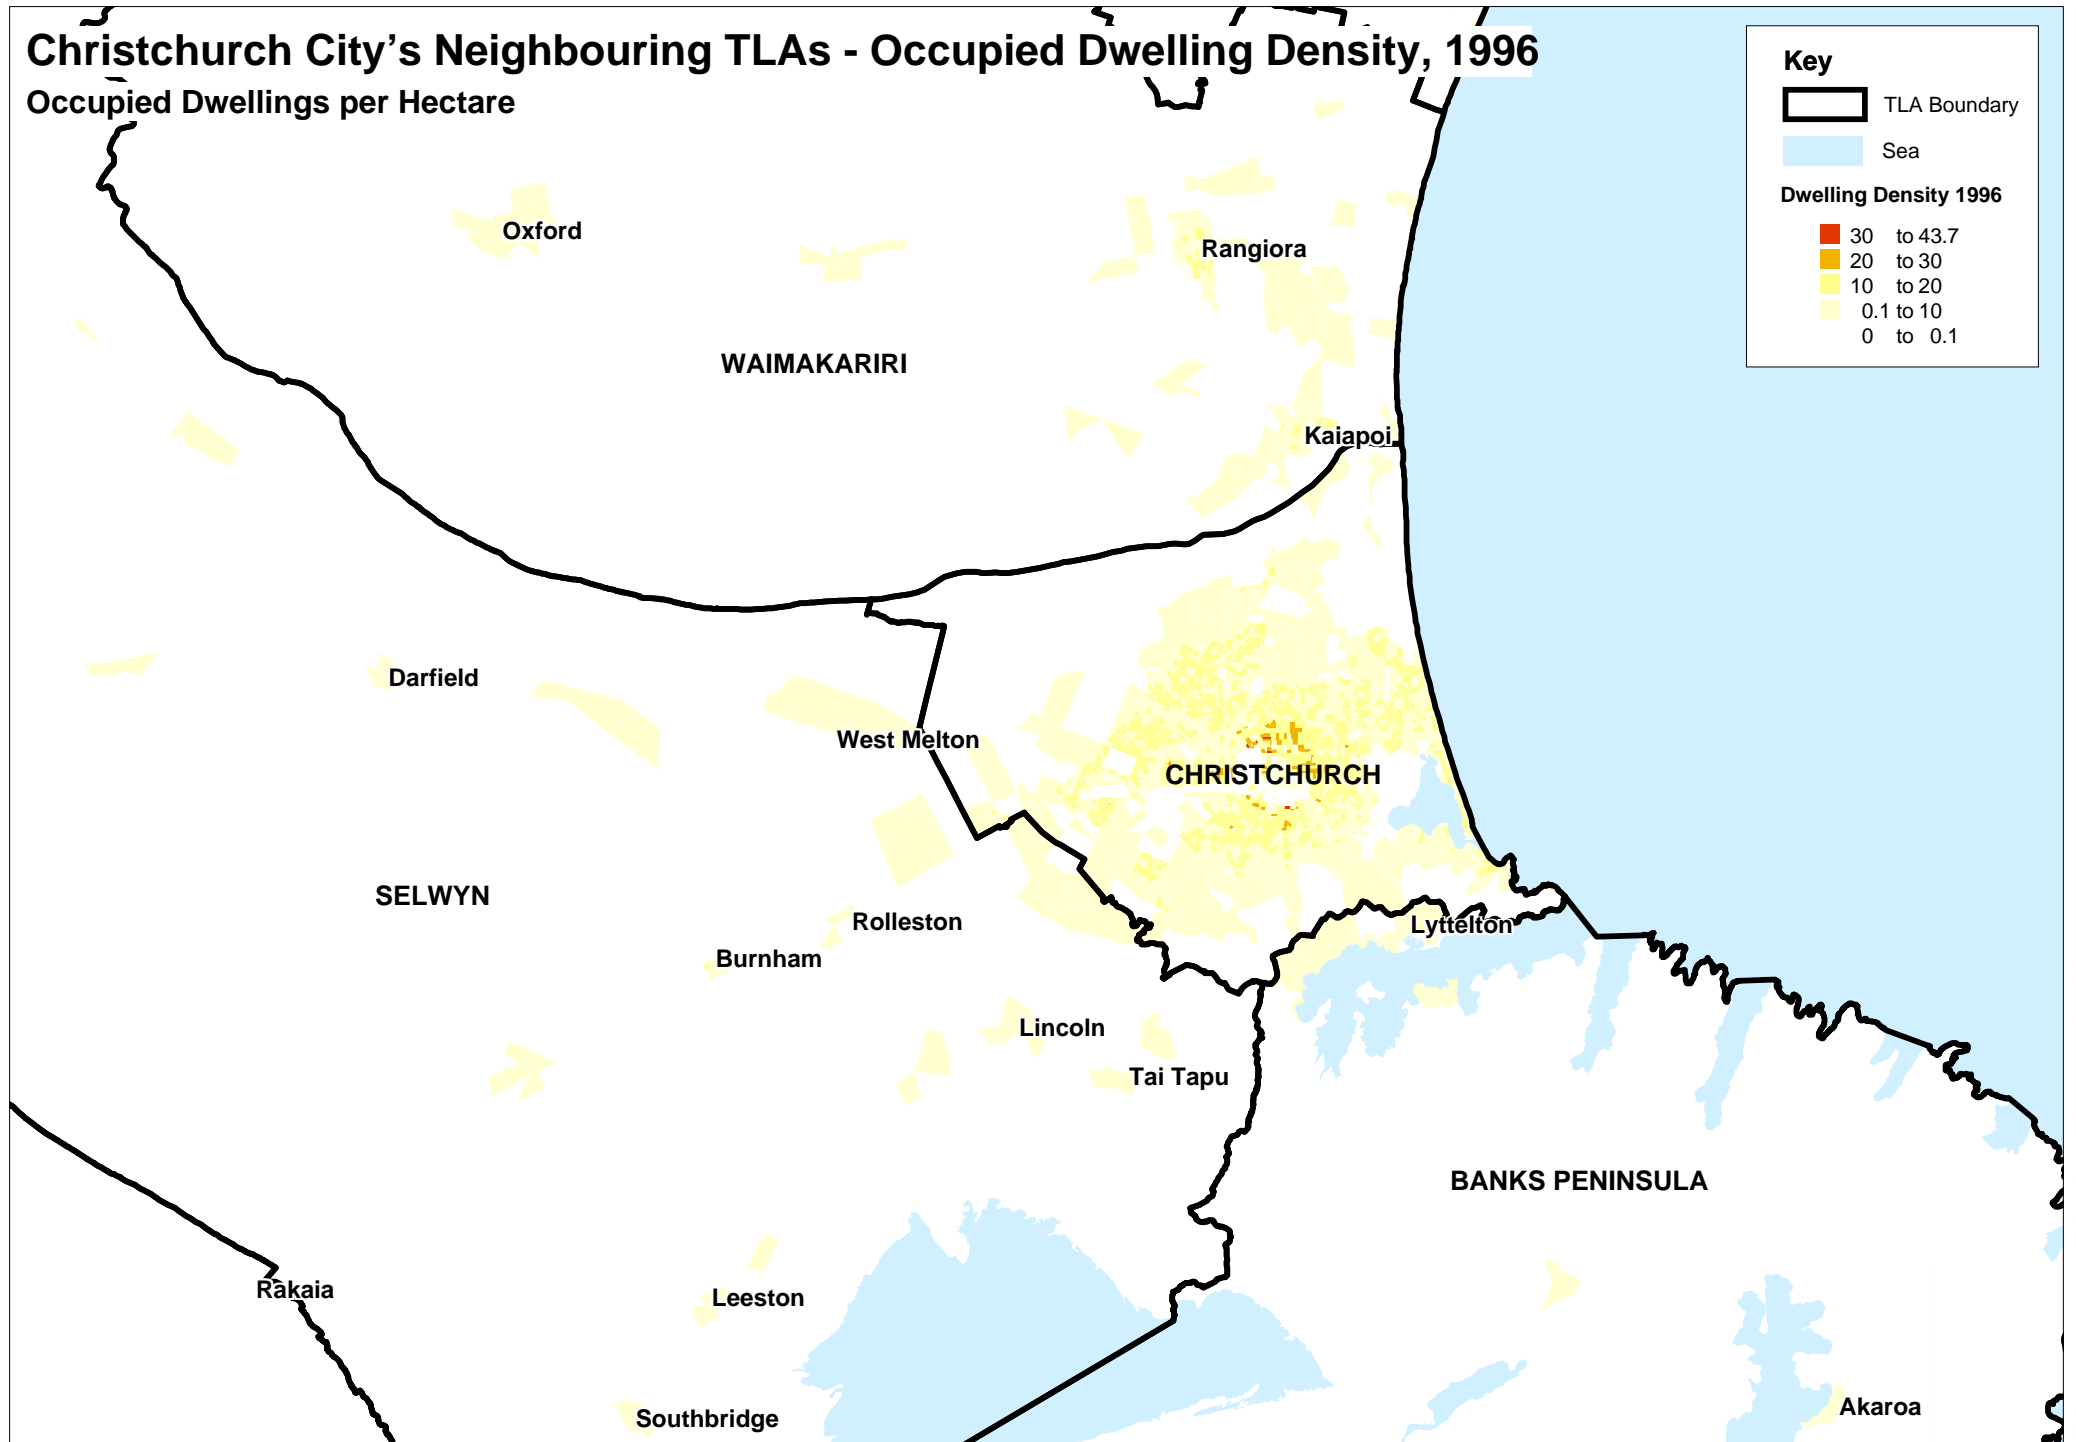 Christchurch City's Neighbouring TLAs - Occupied Dwelling Density, 1996
Occupied Dwellings per Hectare
Key
TLA Boundary
Sea
Dwelling Density 1996
30 to 43.7
20 to 30
10 to 20
0.1 to 10
0 to 0.1
Oxford
Rangiora
WAIMAKARIRI
Kaiapoi
Darfield
West Melton
CHRISTCHURCH
SELWYN
Rolleston
Lyttelton
Burnham
Lincoln
Tai Tapu
BANKS PENINSULA
Rakaia
Leeston
Akaroa
Southbridge